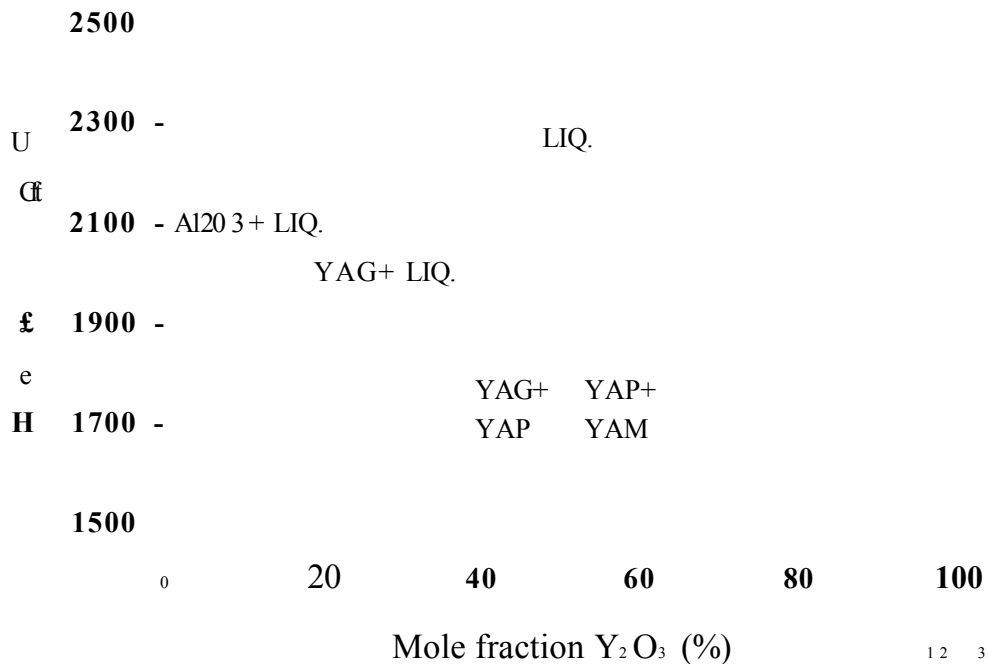 2500
2300 -
LIQ.
U
Gft
2100 - Al20 3 + LIQ.
YAG+ LIQ.
£ 1900 -
e
YAG+ YAP+
H 1700 - YAP YAM
1500
0 20 40 60 80 100
Mole fraction Y₂O₃ (%) 1 2 3